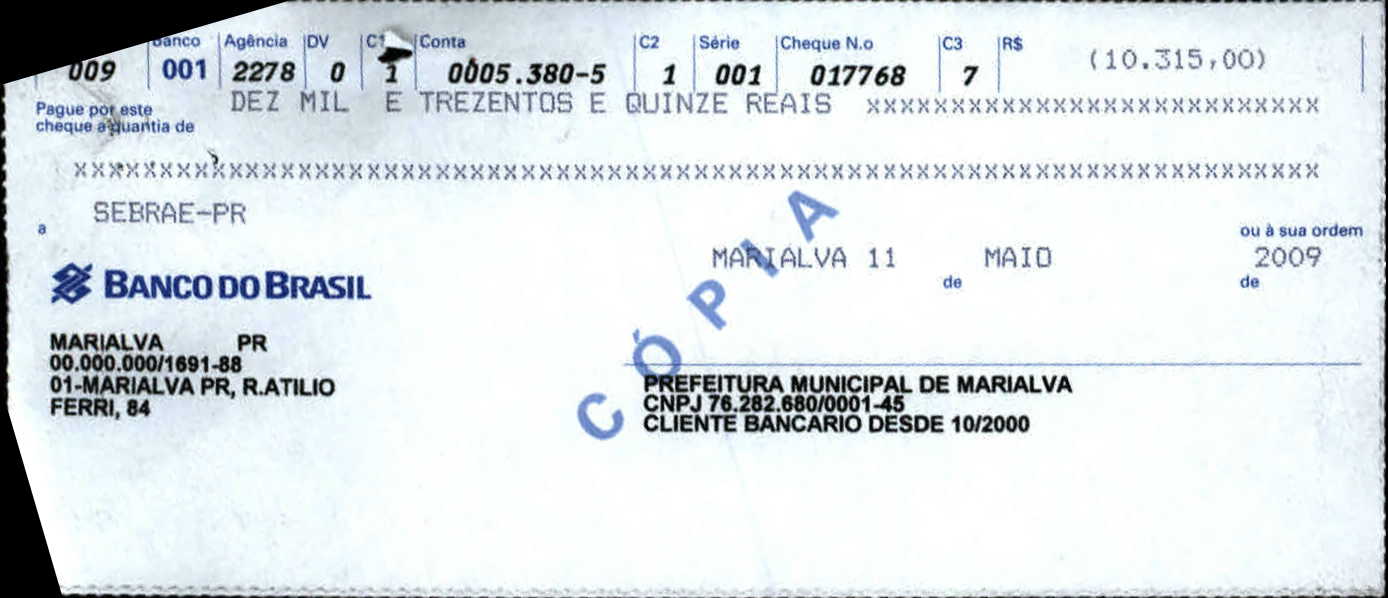 Banco Agência DV C1 Conta C2 Série Cheque N.o C3 R$ (10.315,00)
009 001 2278 0 1 0005.380-5 1 001 017768 7
Pague por este DEZ MIL E TREZENTOS E QUINZE REAIS XXXXXXXXXXXXXXXXXXXXXXXXXX
cheque a quantia de
XXXXXXXXXXXXXXXXXXXXXXXXXXXXXXXXXXXXXXXXXXXXXXXXXXXXXXXXXXXXXXXXXXXXXXXX
SEBRAE-PR
a ou à sua ordem
MARIALVA 11 de MAIO de 2009
BANCO DO BRASIL
MARIALVA PR
00.000.000/1691-88
01-MARIALVA PR, R.ATILIO
FERRI, 84
PREFEITURA MUNICIPAL DE MARIALVA
CNPJ 76.282.680/0001-45
CLIENTE BANCARIO DESDE 10/2000
CÓPIA